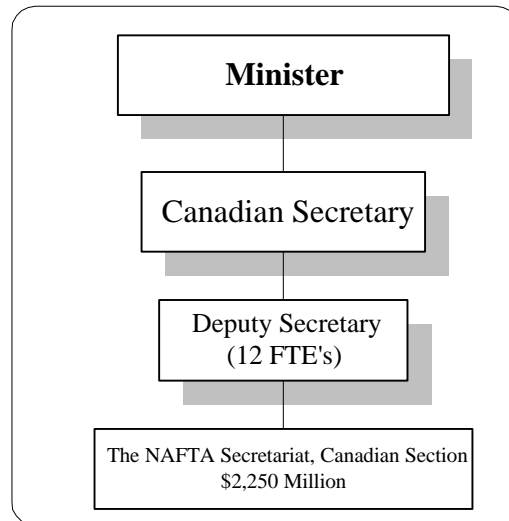 Minister
Canadian Secretary
Deputy Secretary
(12 FTE's)
The NAFTA Secretariat, Canadian Section
$2,250 Million